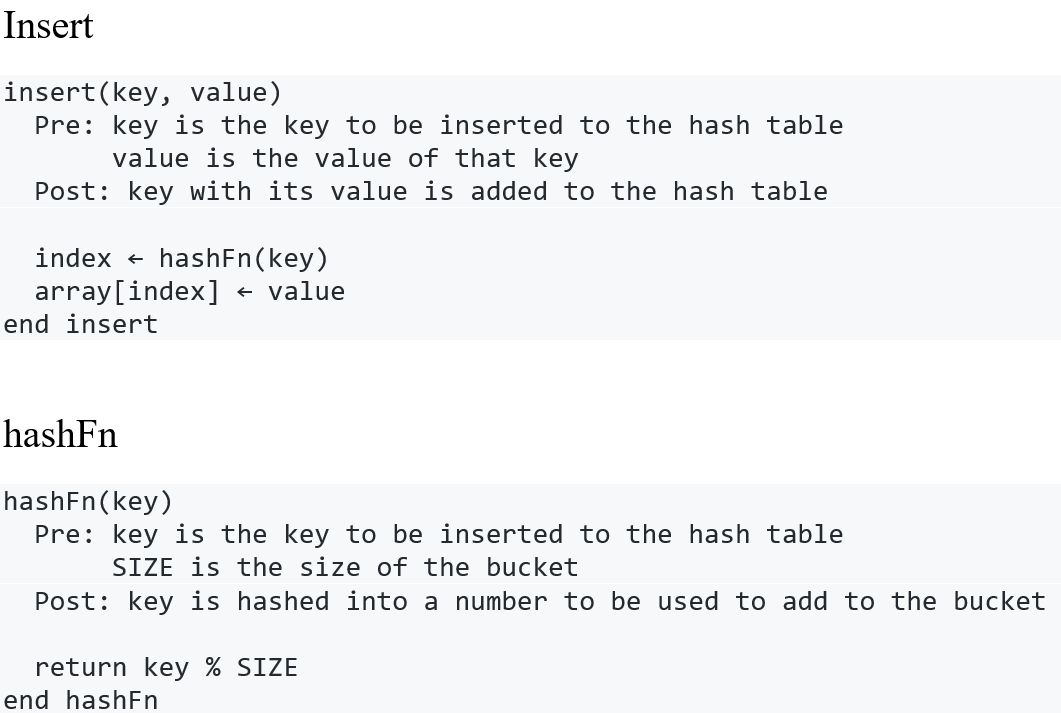 Insert
insert(key, value)
  Pre: key is the key to be inserted to the hash table
       value is the value of that key
  Post: key with its value is added to the hash table
  index ← hashFn(key)
  array[index] ← value
end insert
hashFn
hashFn(key)
  Pre: key is the key to be inserted to the hash table
       SIZE is the size of the bucket
  Post: key is hashed into a number to be used to add to the bucket
  return key % SIZE
end hashFn